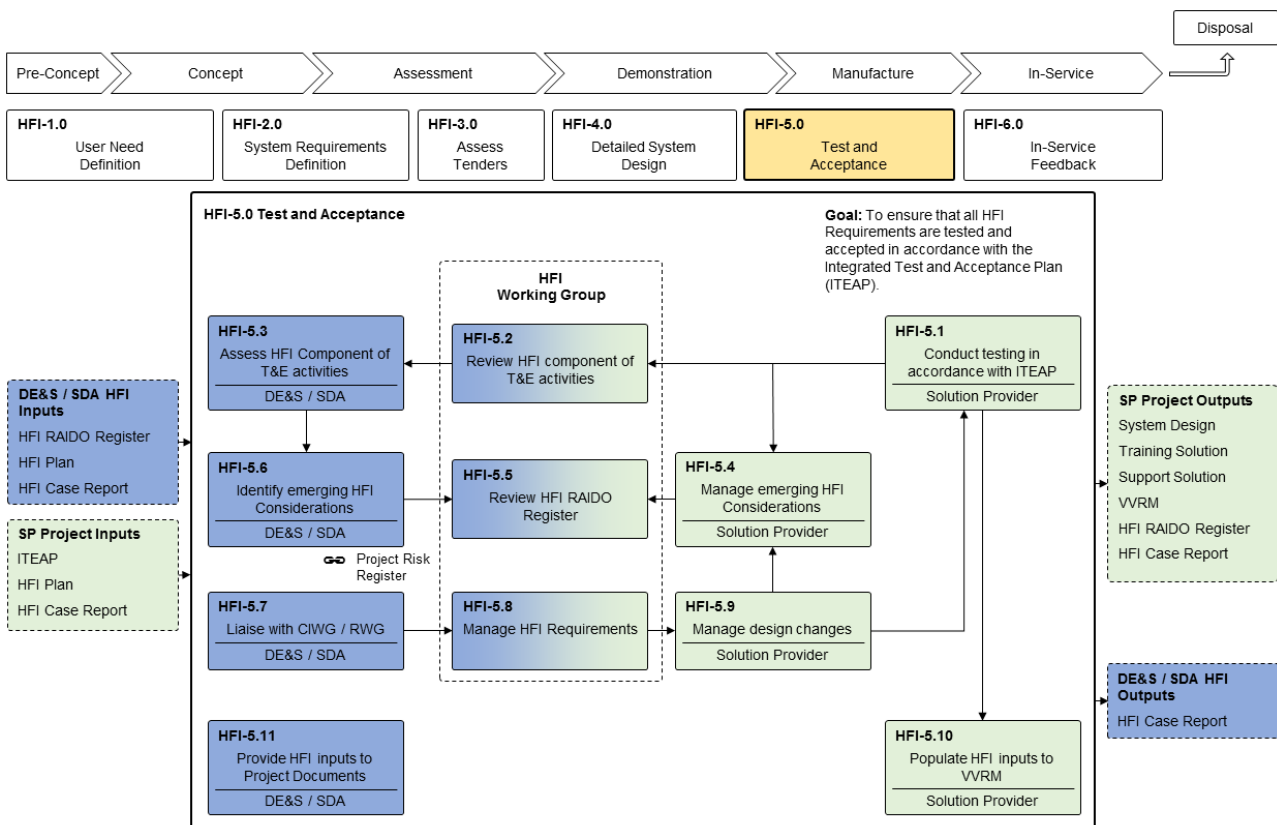 Disposal
Pre-Concept
Concept
Assessment
Demonstration
Manufacture
In-Service
HFI-1.0
User Need
Definition
HFI-2.0
System Requirements
Definition
HFI-3.0
Assess
Tenders
HFI-4.0
Detailed System
Design
HFI-5.0
Test and
Acceptance
HFI-6.0
In-Service
Feedback
HFI-5.0 Test and Acceptance
Goal: To ensure that all HFI
Requirements are tested and
accepted in accordance with the
Integrated Test and Acceptance Plan
(ITEAP).
HFI
Working Group
HFI-5.3
Assess HFI Component of
T&E activities
DE&S / SDA
HFI-5.2
Review HFI component of
T&E activities
HFI-5.1
Conduct testing in
accordance with ITEAP
Solution Provider
DE&S / SDA HFI
Inputs
HFI RAIDO Register
HFI Plan
HFI Case Report
SP Project Inputs
ITEAP
HFI Plan
HFI Case Report
HFI-5.6
Identify emerging HFI
Considerations
DE&S / SDA
HFI-5.5
Review HFI RAIDO
Register
HFI-5.4
Manage emerging HFI
Considerations
Solution Provider
Project Risk
Register
HFI-5.7
Liaise with CIWG / RWG
DE&S / SDA
HFI-5.8
Manage HFI Requirements
HFI-5.9
Manage design changes
Solution Provider
HFI-5.11
Provide HFI inputs to
Project Documents
DE&S / SDA
HFI-5.10
Populate HFI inputs to
VVRM
Solution Provider
SP Project Outputs
System Design
Training Solution
Support Solution
VVRM
HFI RAIDO Register
HFI Case Report
DE&S / SDA HFI
Outputs
HFI Case Report